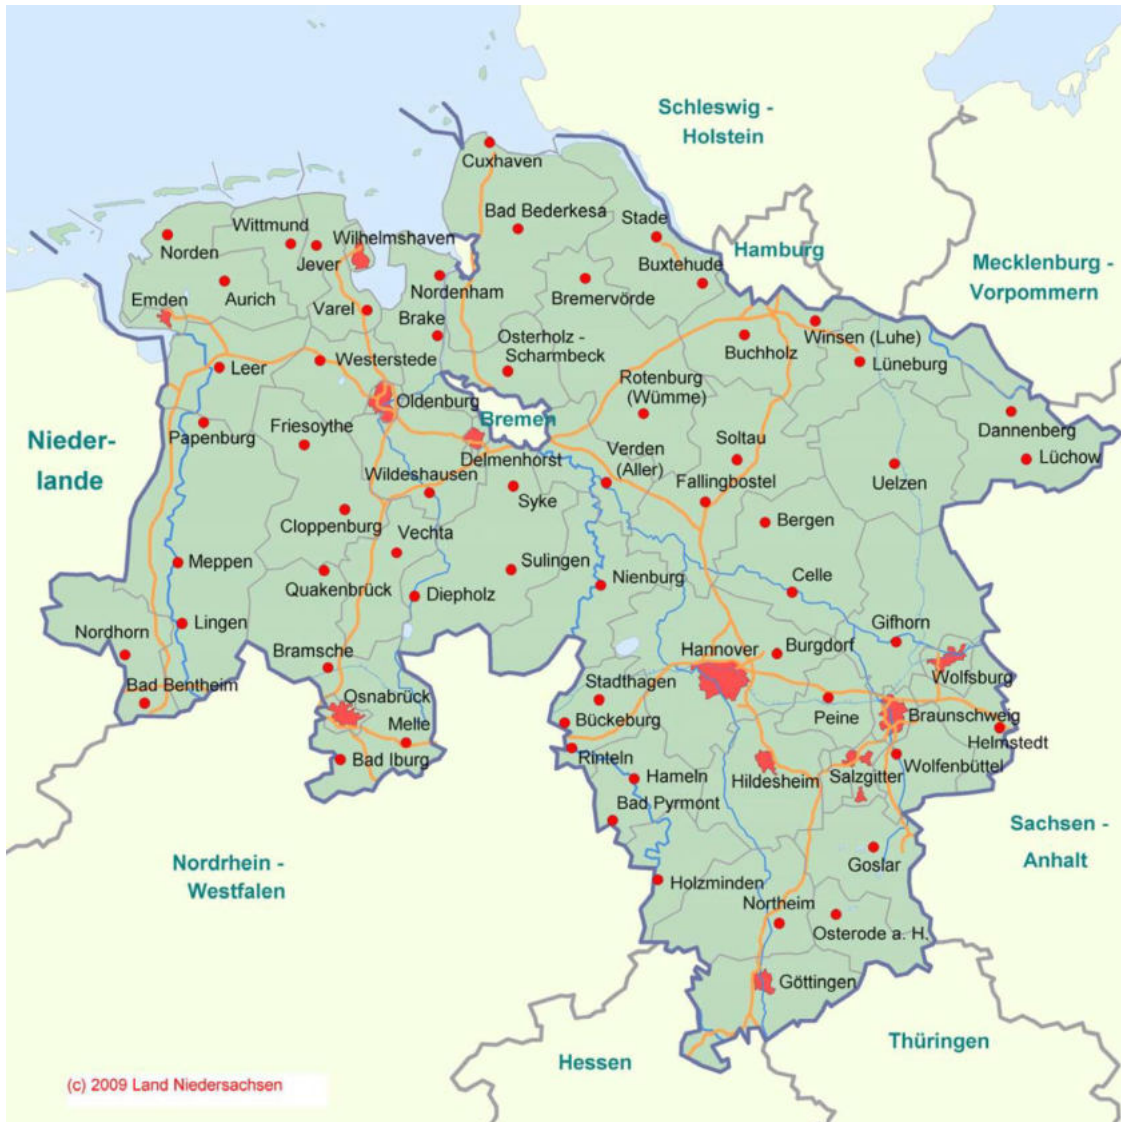 Schleswig -
Holstein
Cuxhaven
Bad Bederkesa
Stade
Wittmund
Wilhelmshaven
Hamburg
Norden
Jever
Buxtehude
Mecklenburg -
Vorpommern
Emden
Aurich
Nordenham
Bremervörde
Varel
Brake
Osterholz -
Scharmbeck
Winsen (Luhe)
Buchholz
Westerstede
Leer
Lüneburg
Rotenburg
(Wümme)
Oldenburg
Bremen
Dannenberg
Nieder-
lande
Papenburg
Friesoythe
Soltau
Delmenhorst
Verden
(Aller)
Lüchow
Wildeshausen
Uelzen
Syke
Fallingbostel
Cloppenburg
Bergen
Vechta
Meppen
Sulingen
Quakenbrück
Nienburg
Celle
Diepholz
Lingen
Gifhorn
Nordhorn
Bramsche
Hannover
Burgdorf
Wolfsburg
Bad Bentheim
Stadthagen
Osnabrück
Peine
Braunschweig
Bückeburg
Melle
Helmstedt
Bad Iburg
Rinteln
Wolfenbüttel
Hameln
Hildesheim
Salzgitter
Bad Pyrmont
Sachsen -
Anhalt
Nordrhein -
Westfalen
Goslar
Holzminden
Northeim
Osterode a. H.
Göttingen
Thüringen
Hessen
(c) 2009 Land Niedersachsen